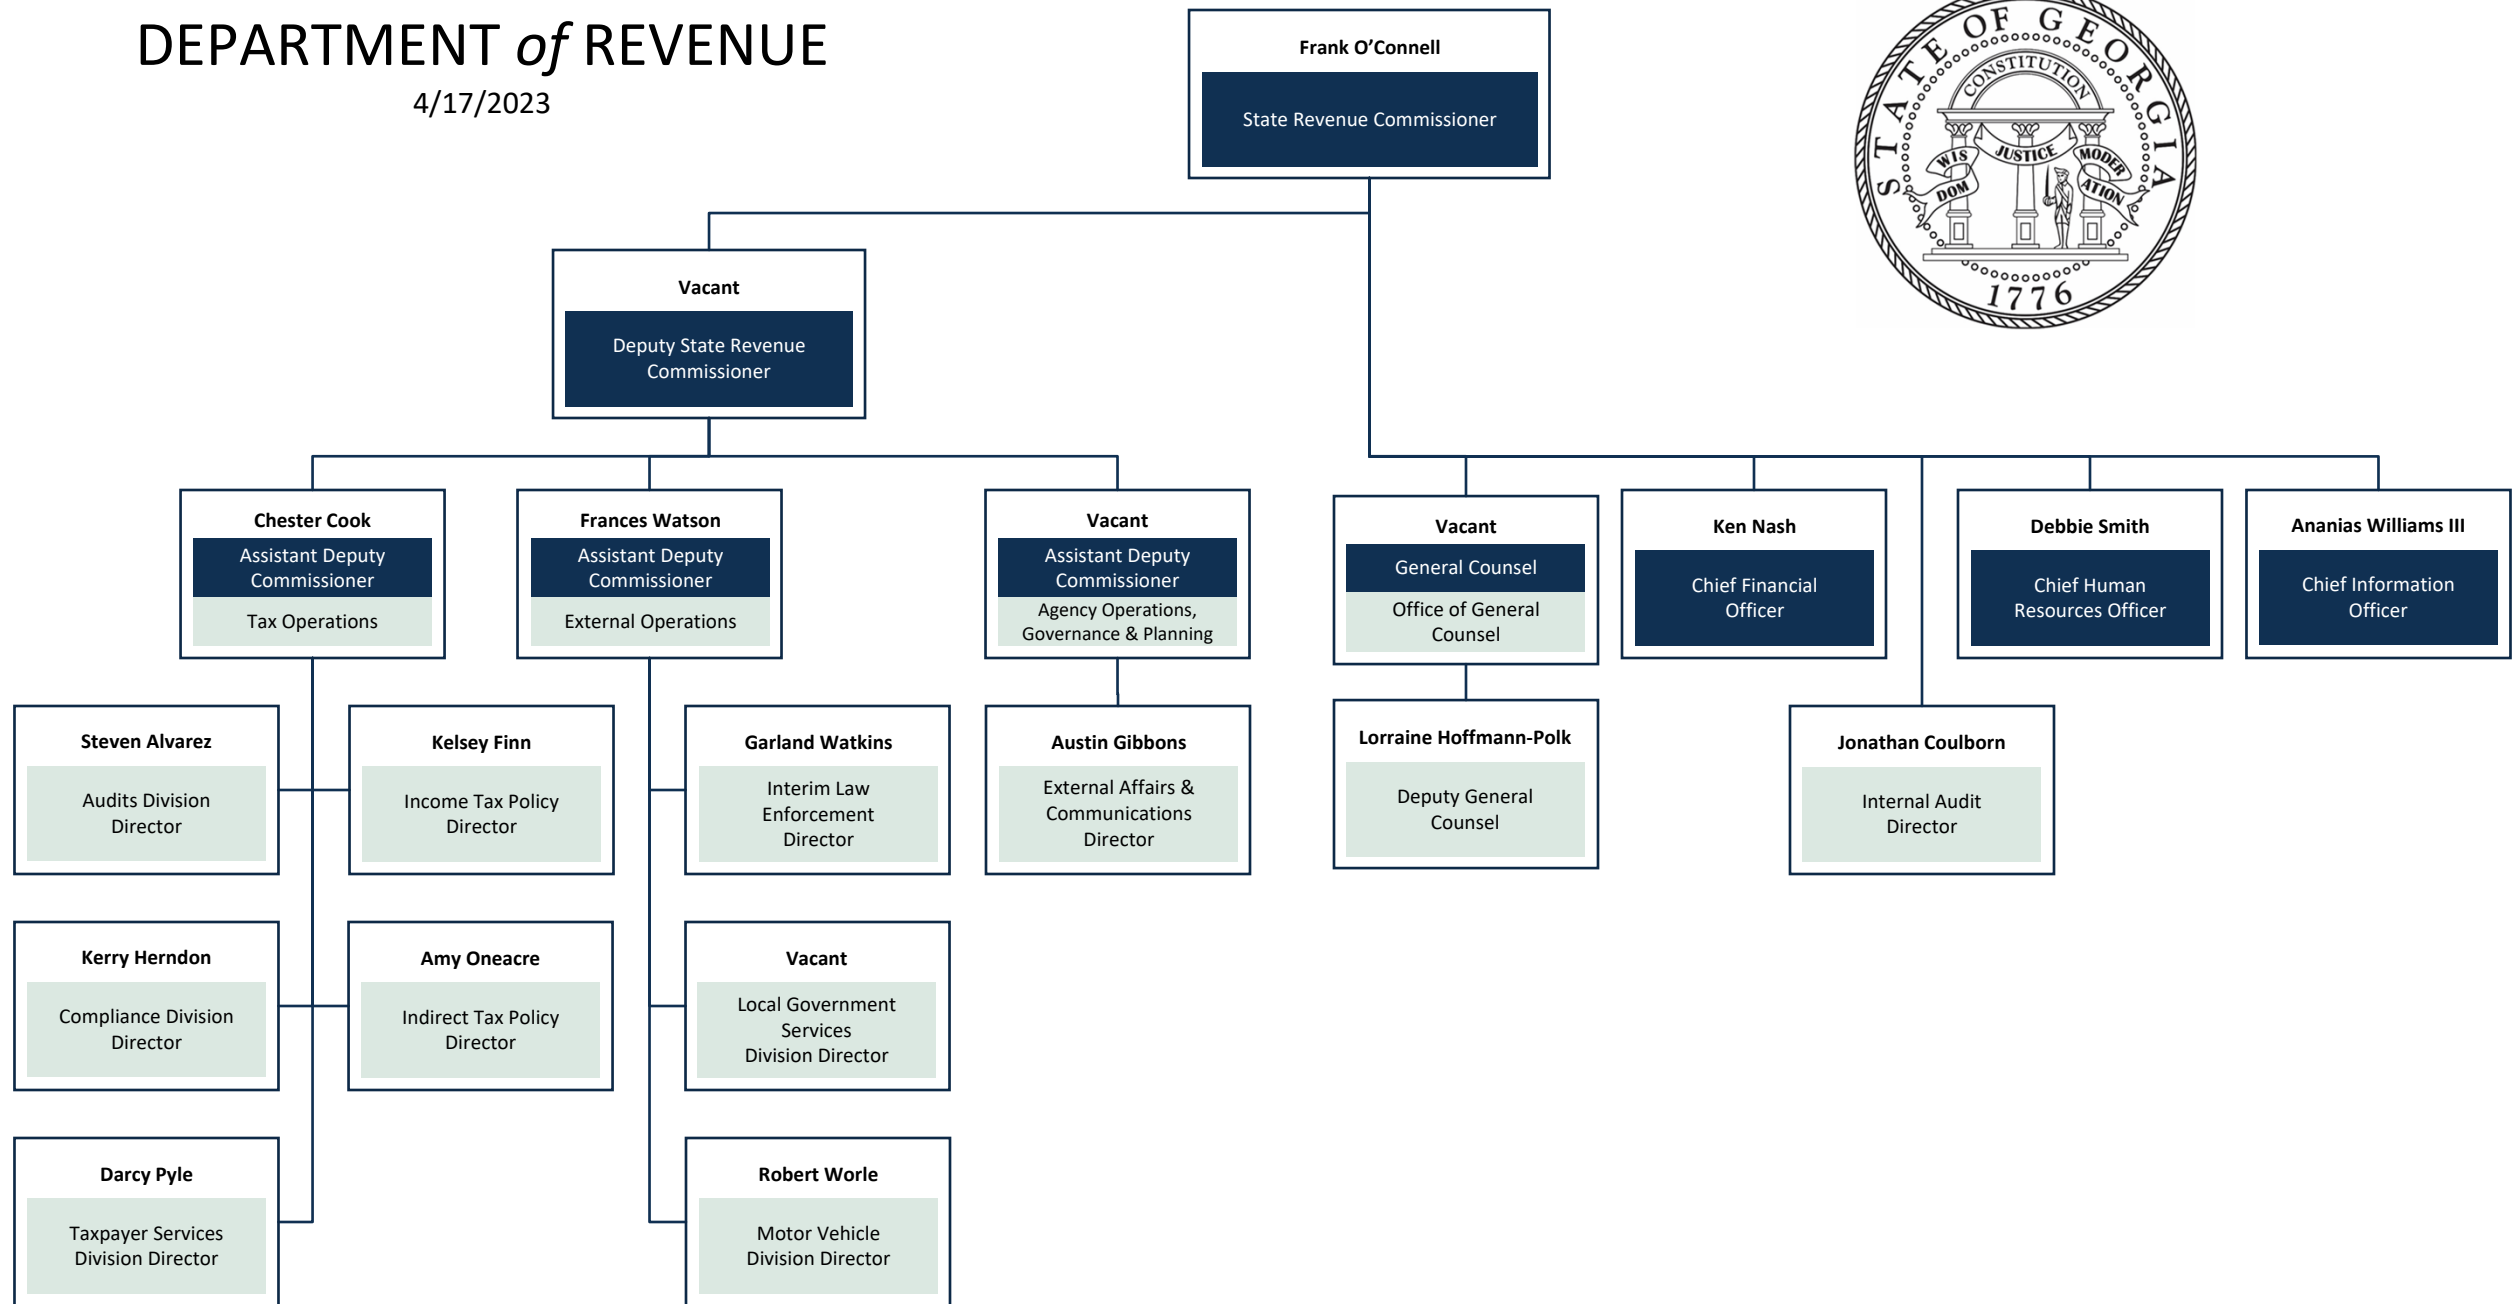 DEPARTMENT of REVENUE
4/17/2023
Frank O’Connell
State Revenue Commissioner
STATE OF GEORGIA
CONSTITUTION
WIS
DOM
JUSTICE
MODER
ATION
1776
Vacant
Deputy State Revenue
Commissioner
Chester Cook
Assistant Deputy
Commissioner
Tax Operations
Frances Watson
Assistant Deputy
Commissioner
External Operations
Vacant
Assistant Deputy
Commissioner
Agency Operations,
Governance & Planning
Vacant
General Counsel
Office of General
Counsel
Ken Nash
Chief Financial
Officer
Debbie Smith
Chief Human
Resources Officer
Ananias Williams III
Chief Information
Officer
Steven Alvarez
Audits Division
Director
Kelsey Finn
Income Tax Policy
Director
Garland Watkins
Interim Law
Enforcement
Director
Austin Gibbons
External Affairs &
Communications
Director
Lorraine Hoffmann-Polk
Deputy General
Counsel
Jonathan Coulborn
Internal Audit
Director
Kerry Herndon
Compliance Division
Director
Amy Oneacre
Indirect Tax Policy
Director
Vacant
Local Government
Services
Division Director
Darcy Pyle
Taxpayer Services
Division Director
Robert Worle
Motor Vehicle
Division Director